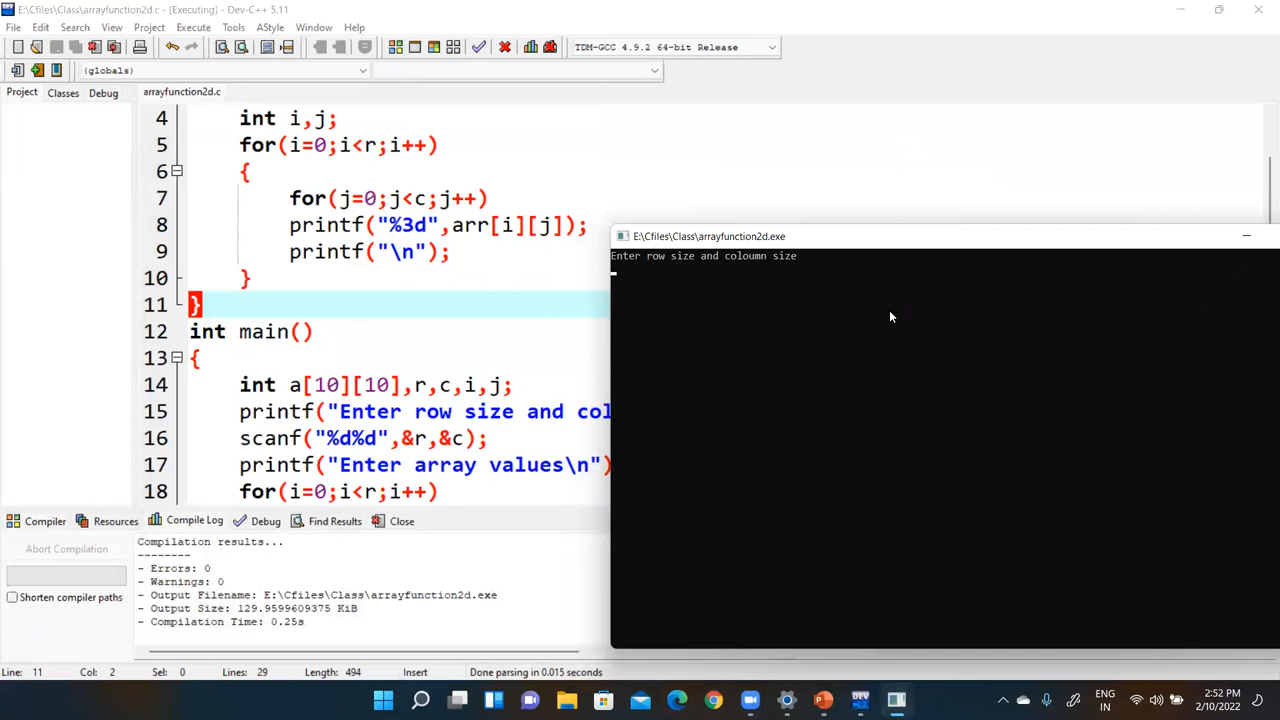 E:\Cfiles\Class\arrayfunction2d.c - [Executing] - Dev-C++ 5.11
File Edit Search View Project Execute Tools AStyle Window Help
TDM-GCC 4.9.2 64-bit Release
(globals)
Project Classes Debug arrayfunction2d.c
4 int i,j;
5 for(i=0;i<r;i++)
6 {
7 for(j=0;j<c;j++)
8 printf("%3d",arr[i][j]);
9 printf("\n");
10 }
11 }
12 int main()
13 {
14 int a[10][10],r,c,i,j;
15 printf("Enter row size and col
16 scanf("%d%d",&r,&c);
17 printf("Enter array values\n")
18 for(i=0;i<r;i++)
E:\Cfiles\Class\arrayfunction2d.exe
Enter row size and coloumn size
Compiler Resources Compile Log Debug Find Results Close
Abort Compilation
Shorten compiler paths
Compilation results...
--------
- Errors: 0
- Warnings: 0
- Output Filename: E:\Cfiles\Class\arrayfunction2d.exe
- Output Size: 129.9599609375 KiB
- Compilation Time: 0.25s
Line: 11 Col: 2 Sel: 0 Lines: 29 Length: 494 Insert Done parsing in 0.015 seconds
DEV
ENG
IN
2:52 PM
2/10/2022